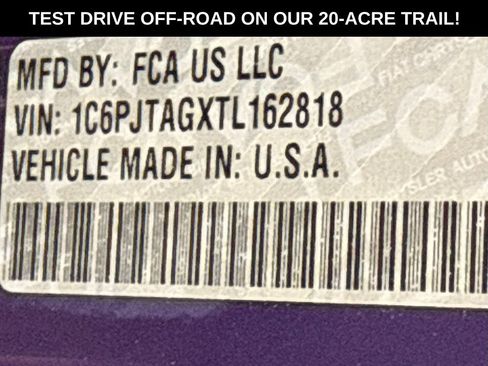 TEST DRIVE OFF-ROAD ON OUR 20-ACRE TRAIL!
MFD BY: FCA US LLC
VIN: 1C6PJTAGXTL162818
VEHICLE MADE IN: U.S.A.